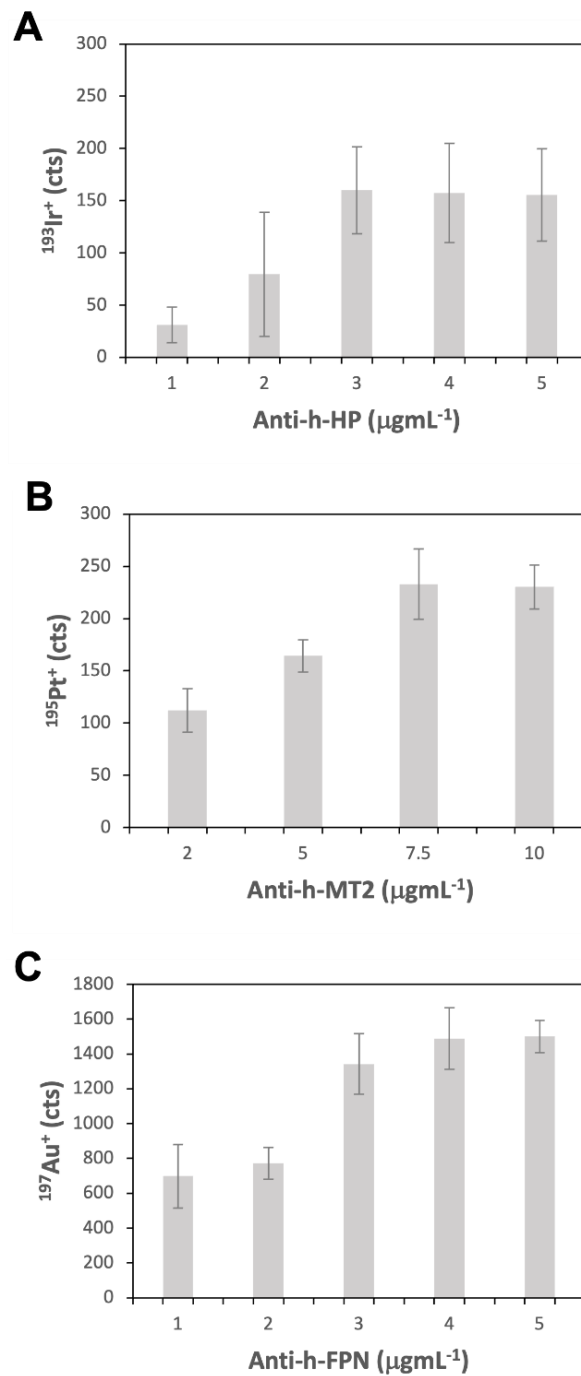 A
300
250
200
150
100
50
0
¹⁹³Ir⁺ (cts)
1 2 3 4 5
Anti-h-HP (μgmL⁻¹)
B
300
250
200
150
100
50
0
¹⁹⁵Pt⁺ (cts)
2 5 7.5 10
Anti-h-MT2 (μgmL⁻¹)
C
1800
1600
1400
1200
1000
800
600
400
200
0
¹⁹⁷Au⁺ (cts)
1 2 3 4 5
Anti-h-FPN (μgmL⁻¹)